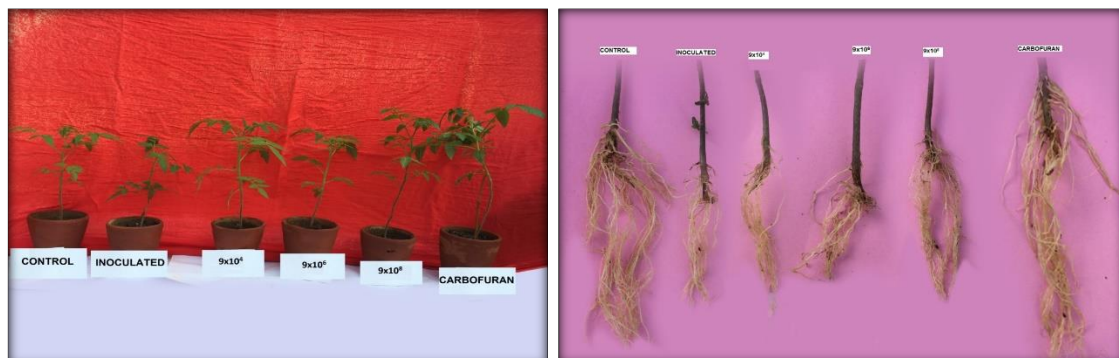 CONTROL
INOCULATED
9x10⁴
9x10⁶
9x10⁸
CARBOFURAN
CONTROL
INOCULATED
CARBOFURAN